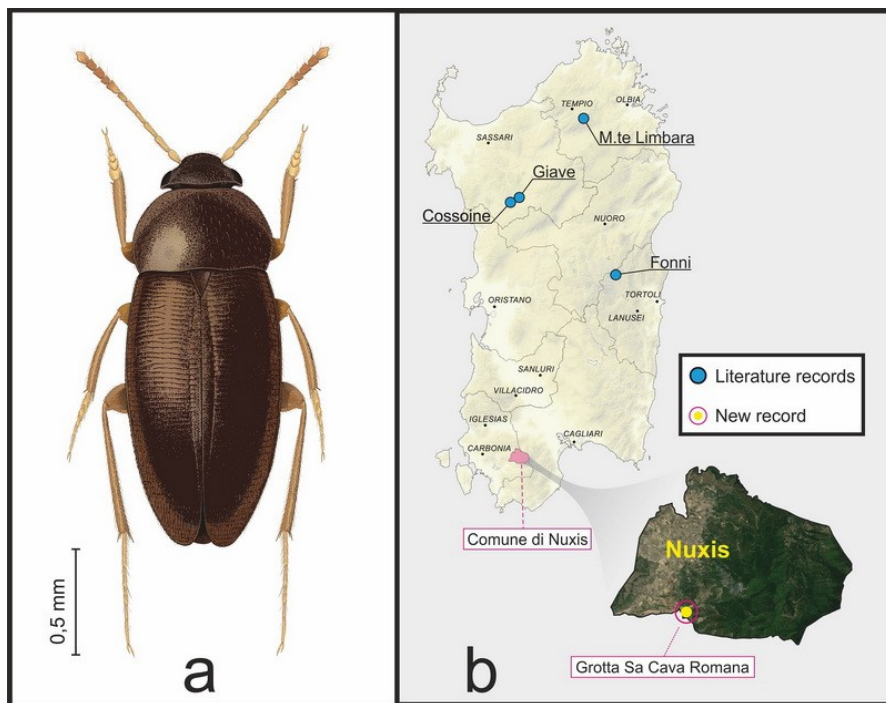 0,5 mm
a
TEMPIO
OLBIA
M.te Limbara
SASSARI
Giave
Cossoine
NUORO
Fonni
ORISTANO
TORTOLI
LANUSEI
Literature records
New record
SANLURI
VILLACIDRO
IGLESIAS
CAGLIARI
CARBONIA
Comune di Nuxis
Nuxis
Grotta Sa Cava Romana
b